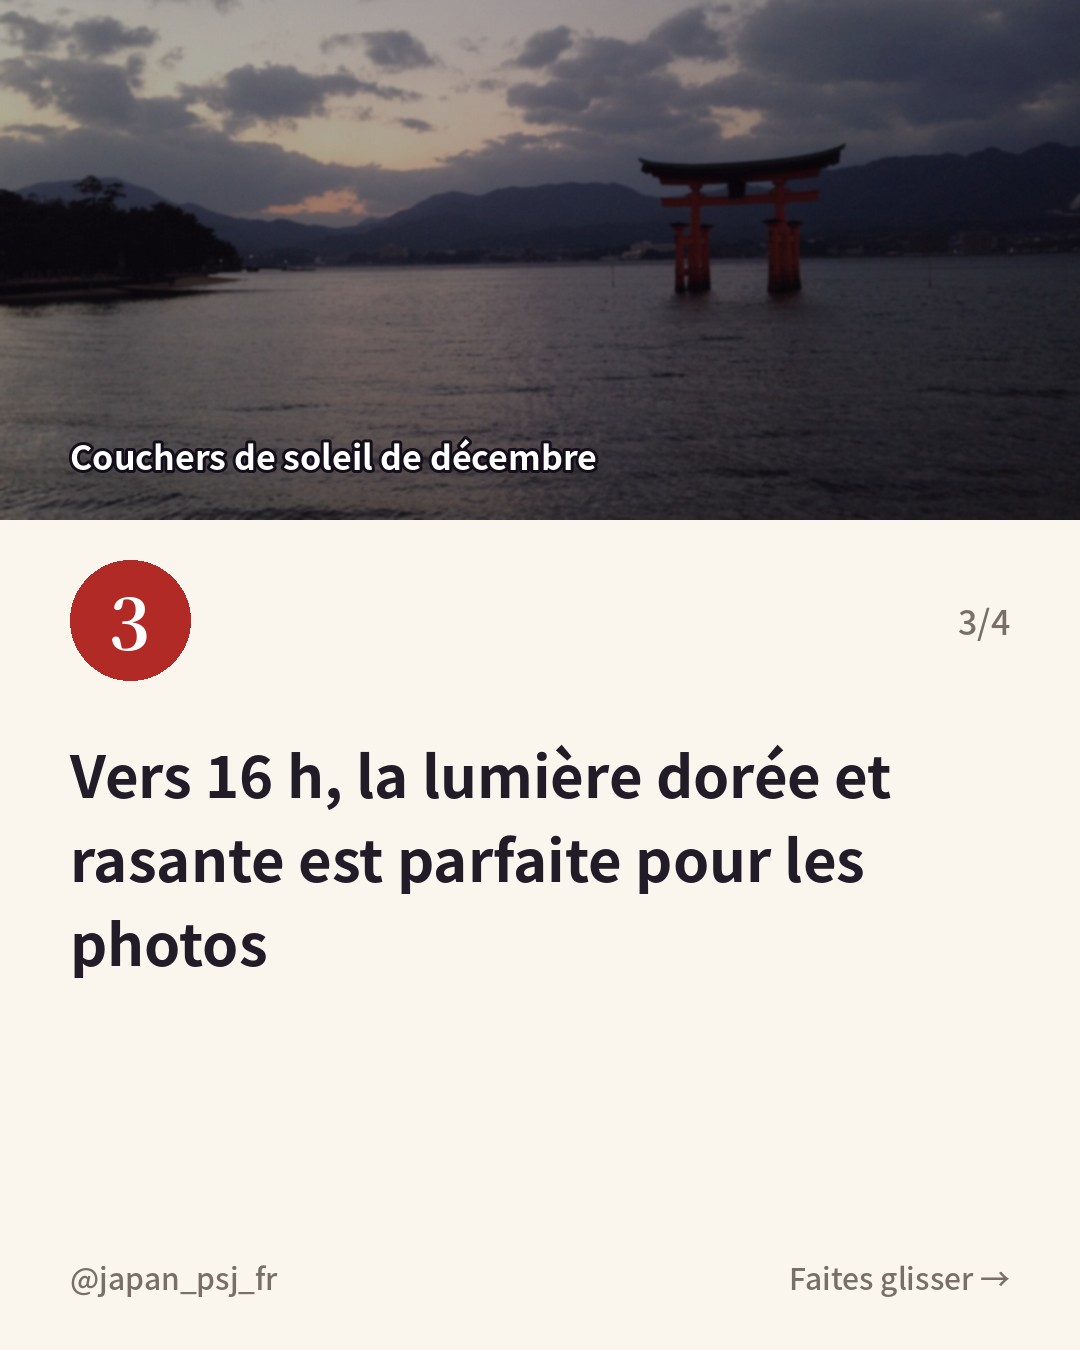 Couchers de soleil de décembre
3
3/4
Vers 16 h, la lumière dorée et
rasante est parfaite pour les
photos
@japan_psj_fr
Faites glisser →